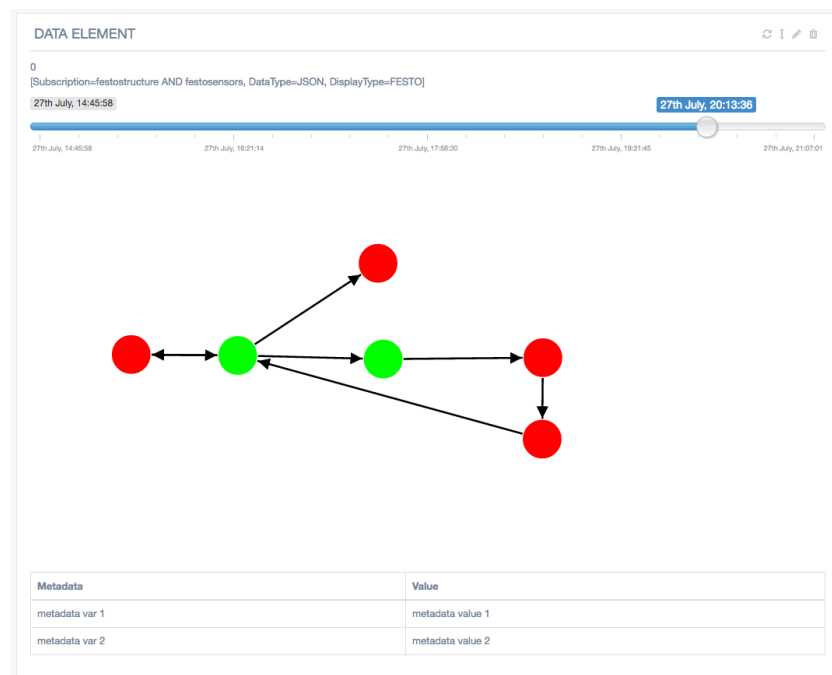 DATA ELEMENT
0
[Subscription=festostructure AND festosensors, DataType=JSON, DisplayType=FESTO]
27th July, 14:45:58
27th July, 20:13:36
27th July, 14:45:58
27th July, 16:21:14
27th July, 17:56:30
27th July, 19:31:45
27th July, 21:07:01
Metadata Value
metadata var 1 metadata value 1
metadata var 2 metadata value 2